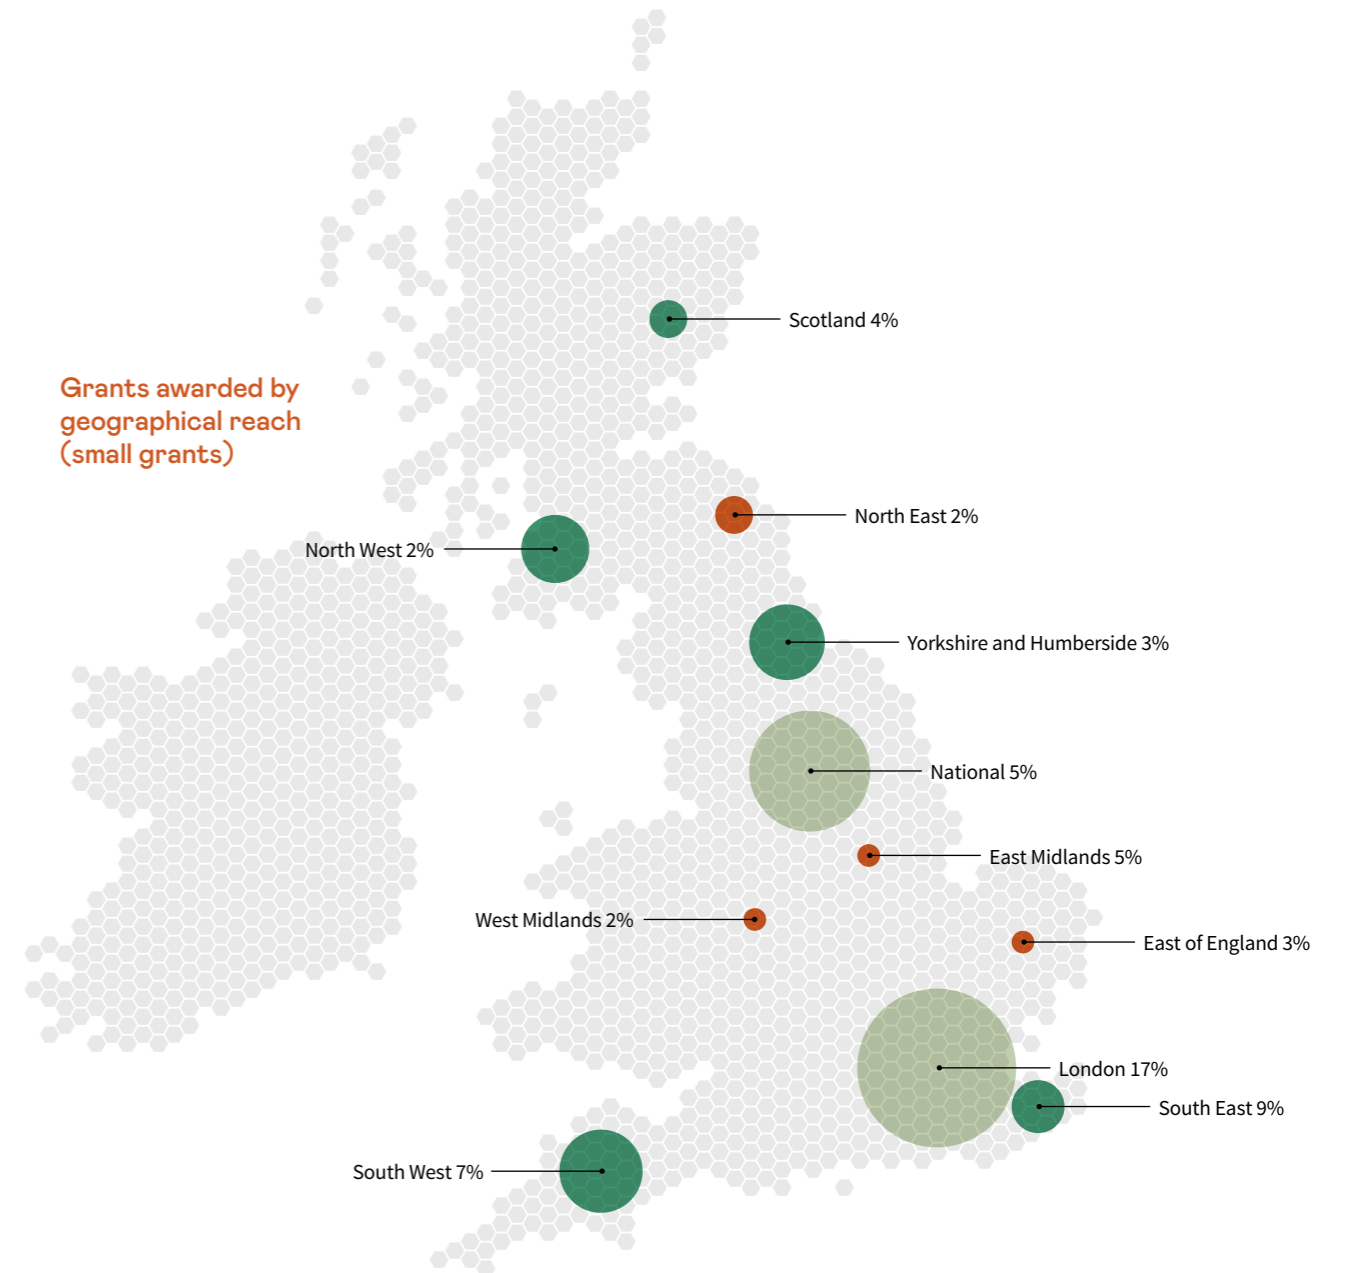 Scotland 4%
Grants awarded by
geographical reach
(small grants)
North East 2%
North West 2%
Yorkshire and Humberside 3%
National 5%
East Midlands 5%
West Midlands 2%
East of England 3%
London 17%
South East 9%
South West 7%